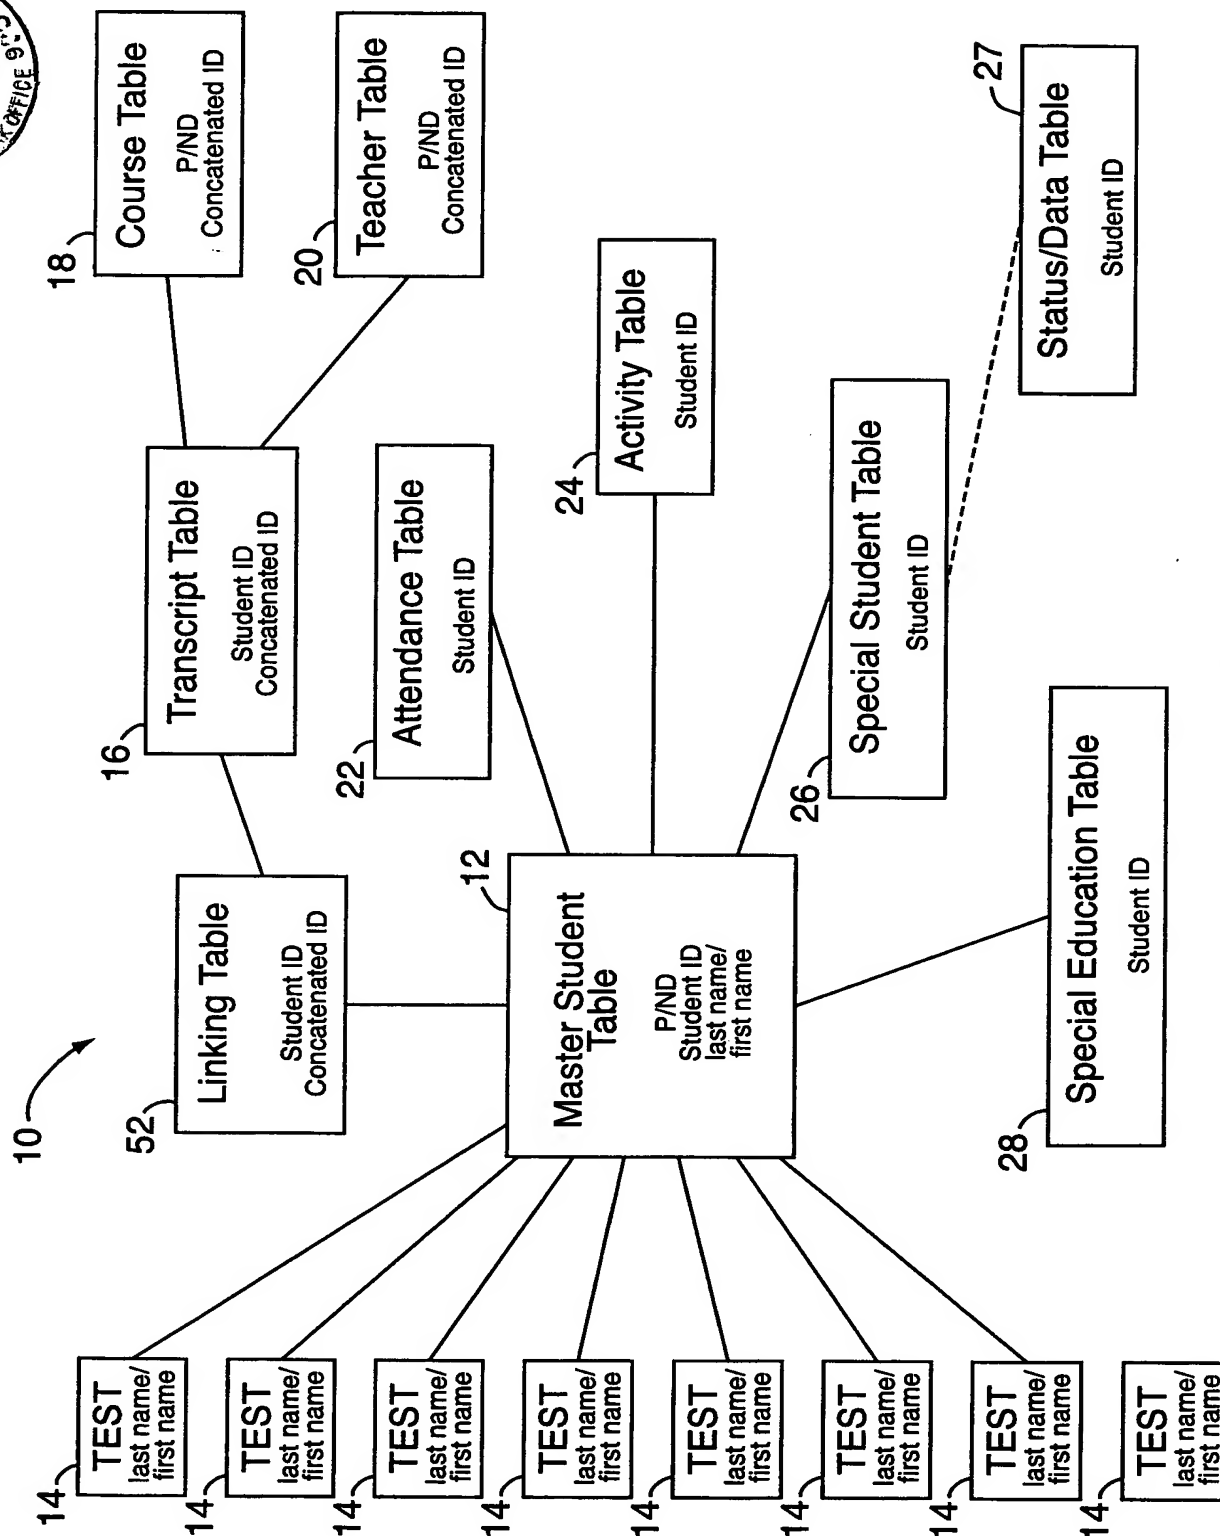 OFFICE
10
18
Course Table
P/ND
Concatenated ID
20
Teacher Table
P/ND
Concatenated ID
16
Transcript Table
Student ID
Concatenated ID
52
Linking Table
Student ID
Concatenated ID
22
Attendance Table
Student ID
24
Activity Table
Student ID
12
Master Student
Table
P/ND
Student ID
last name/
first name
26
Special Student Table
Student ID
27
Status/Data Table
Student ID
28
Special Education Table
Student ID
14
TEST
last name/
first name
14
TEST
last name/
first name
14
TEST
last name/
first name
14
TEST
last name/
first name
14
TEST
last name/
first name
14
TEST
last name/
first name
14
TEST
last name/
first name
14
TEST
last name/
first name